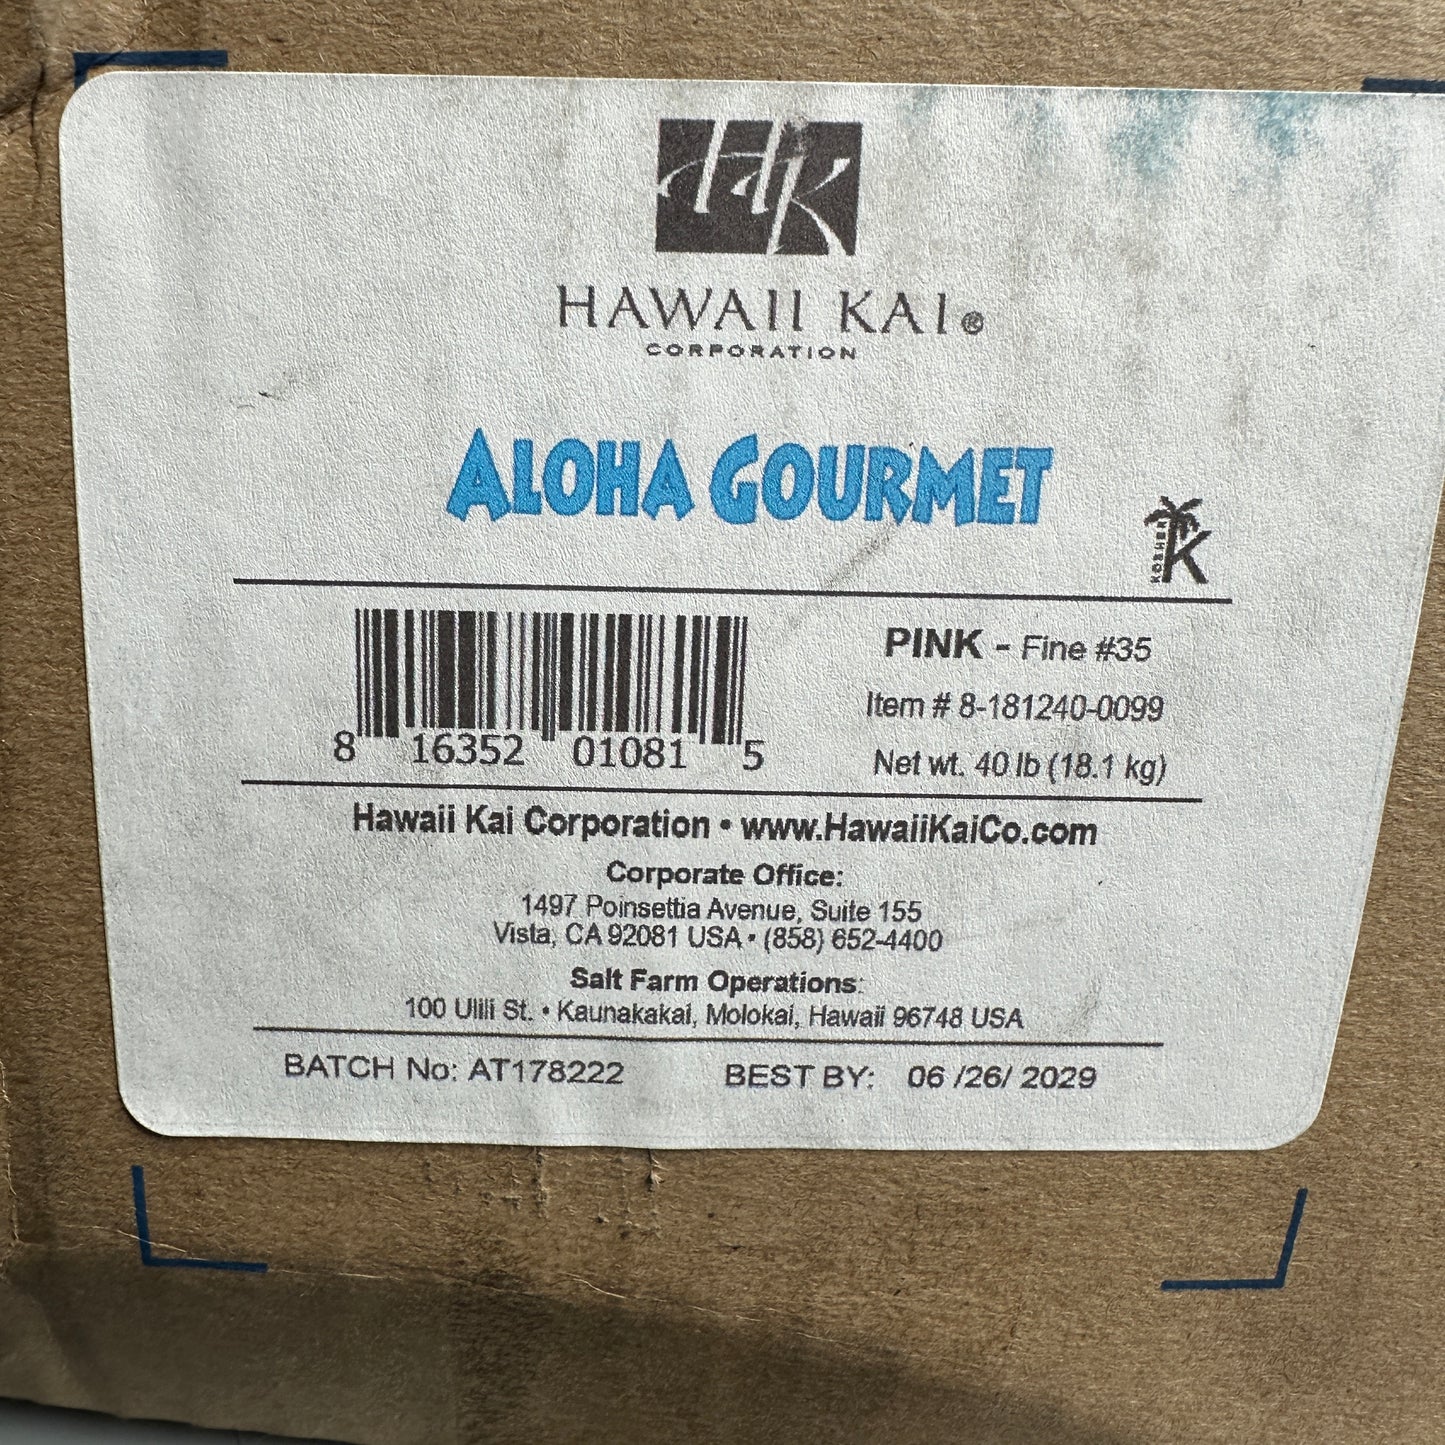 HK
HAWAII KAI®
CORPORATION
ALOHA GOURMET
KOSHER K
PINK - Fine #35
Item # 8-181240-0099
Net wt. 40 lb (18.1 kg)
8 16352 01081 5
Hawaii Kai Corporation • www.HawaiiKaiCo.com
Corporate Office:
1497 Poinsettia Avenue, Suite 155
Vista, CA 92081 USA • (858) 652-4400
Salt Farm Operations:
100 Ulili St. • Kaunakakai, Molokai, Hawaii 96748 USA
BATCH No: AT178222 BEST BY: 06 /26/ 2029